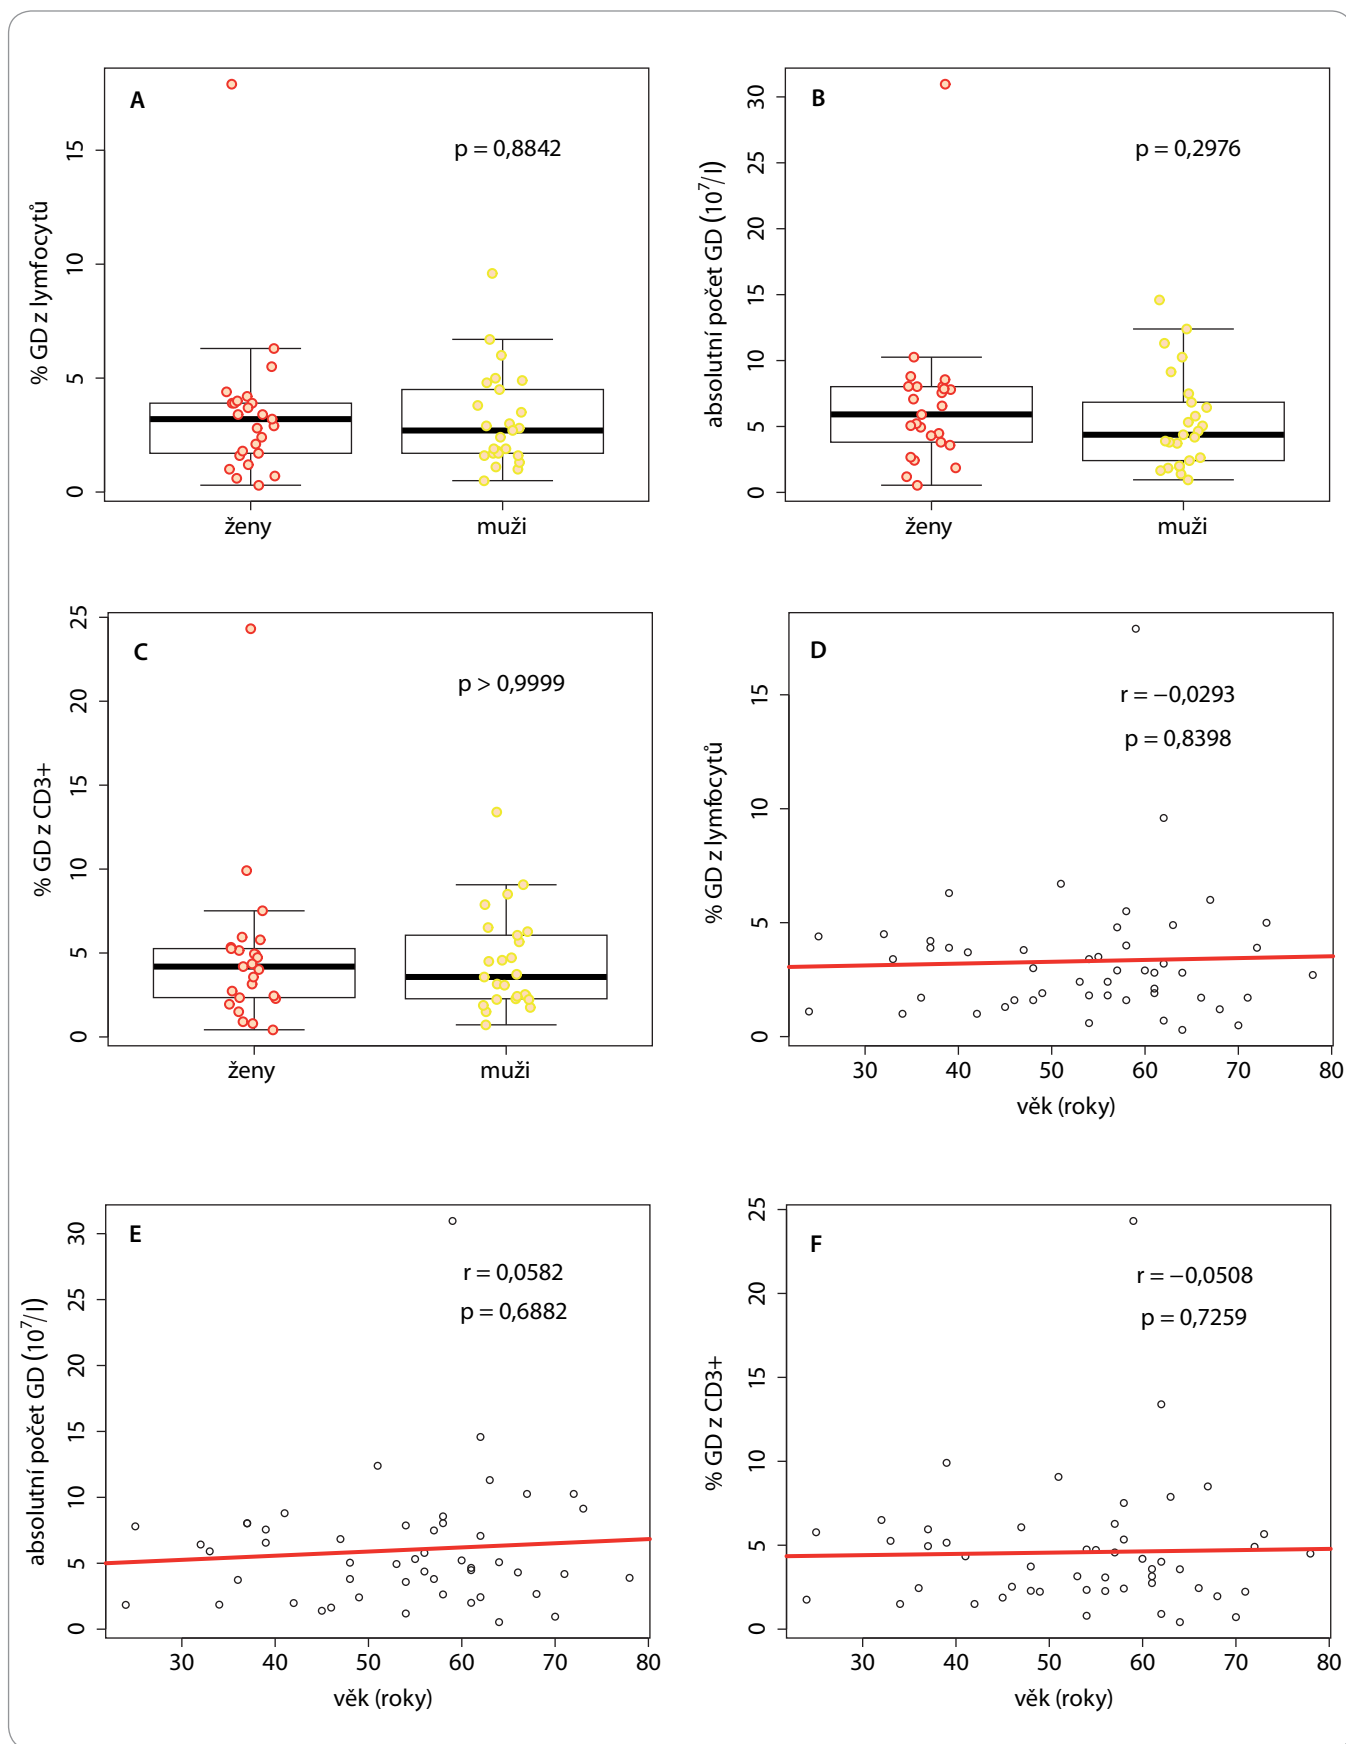 A
p = 0,8842
% GD z lymfocytů
15
10
5
0
ženy
muži
B
p = 0,2976
absolutní počet GD (10⁷/l)
30
25
20
15
10
5
0
ženy
muži
C
p > 0,9999
% GD z CD3+
25
20
15
10
5
0
ženy
muži
D
r = −0,0293
p = 0,8398
% GD z lymfocytů
15
10
5
0
30 40 50 60 70 80
věk (roky)
E
r = 0,0582
p = 0,6882
absolutní počet GD (10⁷/l)
30
25
20
15
10
5
0
30 40 50 60 70 80
věk (roky)
F
r = −0,0508
p = 0,7259
% GD z CD3+
25
20
15
10
5
0
30 40 50 60 70 80
věk (roky)